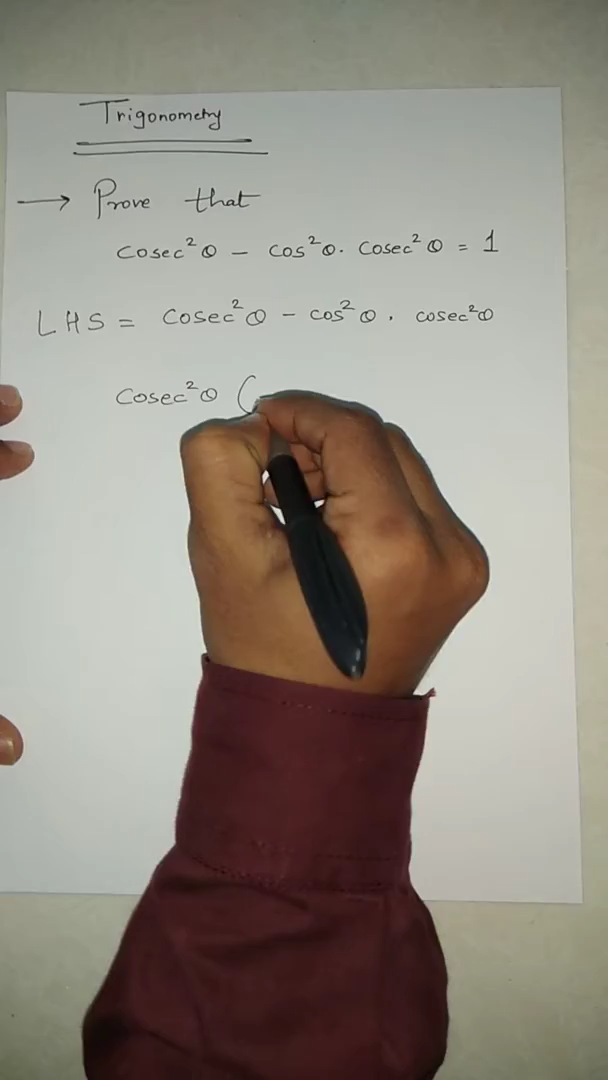 Trigonometry
→ Prove that
cosec²θ - cos²θ. cosec²θ = 1
LHS = cosec²θ - cos²θ . cosec²θ
cosec²θ (